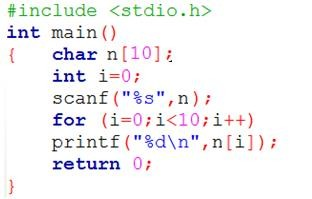 #include <stdio.h>
int main()
{   char n[10];
    int i=0;
    scanf("%s",n);
    for (i=0;i<10;i++)
    printf("%d\n",n[i]);
    return 0;
}